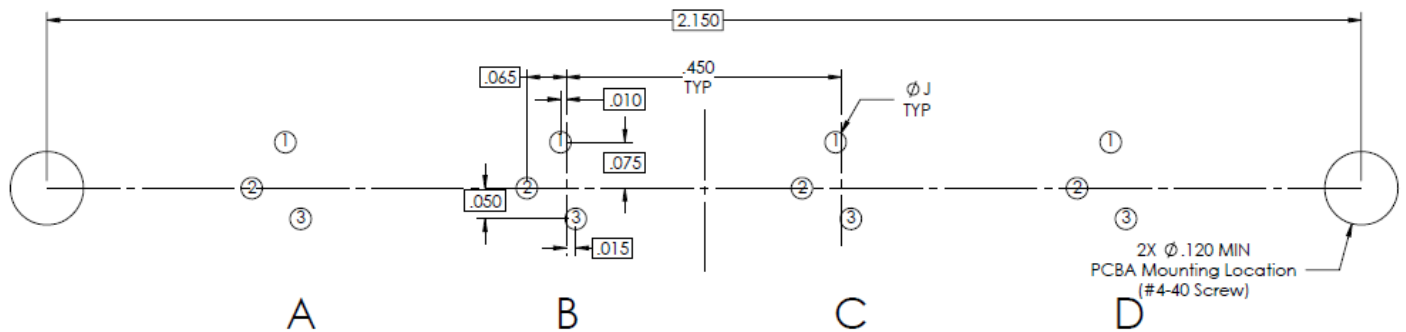 2.150
.065
.450
TYP
.010
Ø J
TYP
1
1
1
1
.075
2
2
2
2
.050
3
3
3
3
.015
2X Ø .120 MIN
PCBA Mounting Location
(#4-40 Screw)
A
B
C
D